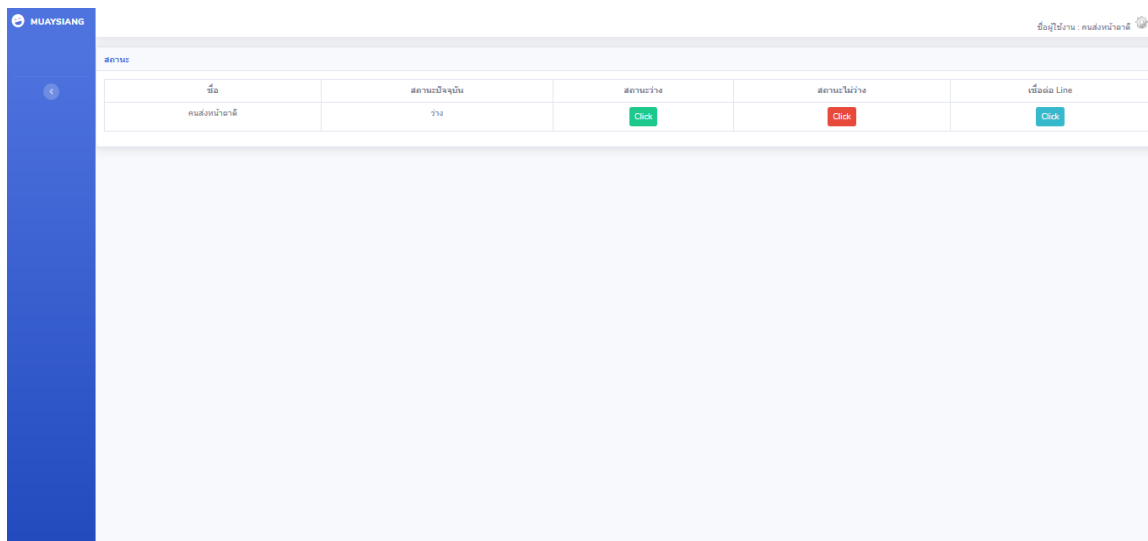 MUAYSIANG
ชื่อผู้ใช้งาน : คนส่งหน้าตาดี
สถานะ
ชื่อ สถานะปัจจุบัน สถานะว่าง สถานะไม่ว่าง เชื่อต่อ Line
คนส่งหน้าตาดี ว่าง Click Click Click